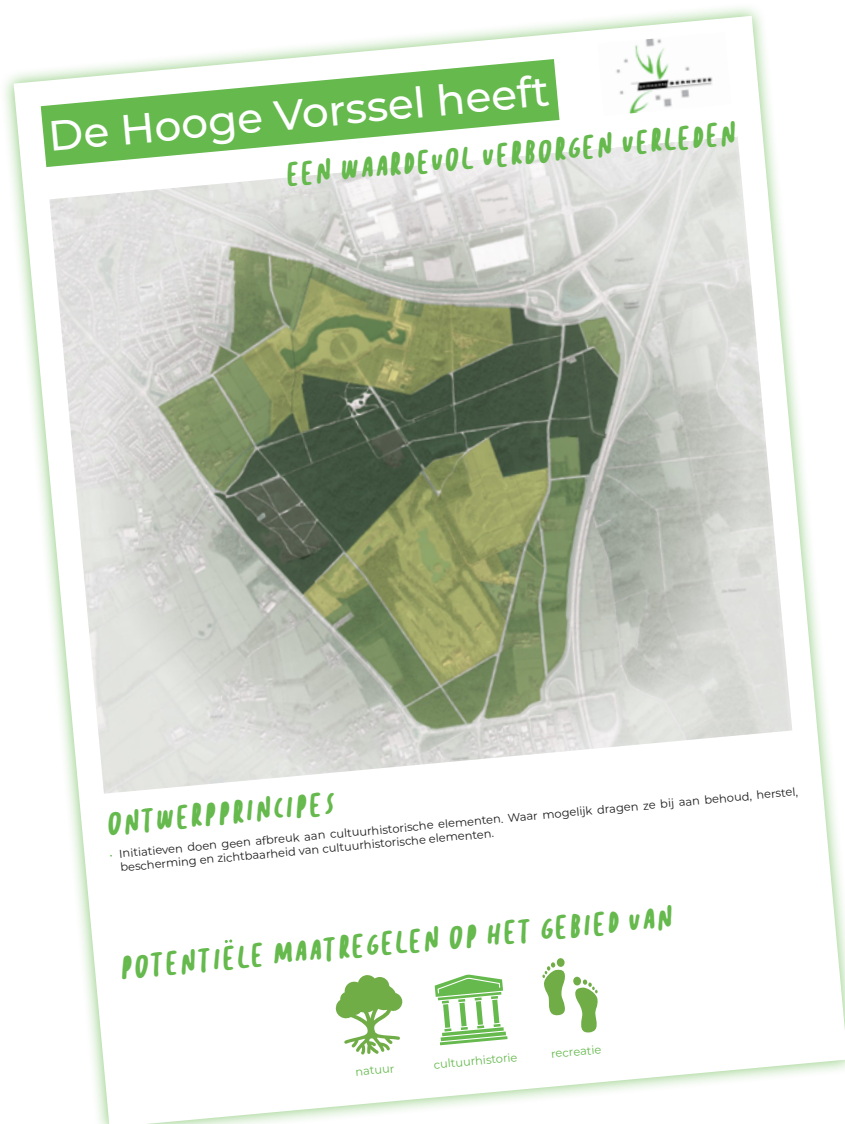 De Hooge Vorssel heeft
EEN WAARDEVOL VERBORGEN VERLEDEN
ONTWERPPRINCIPES
· Initiatieven doen geen afbreuk aan cultuurhistorische elementen. Waar mogelijk dragen ze bij aan behoud, herstel,
bescherming en zichtbaarheid van cultuurhistorische elementen.
POTENTIËLE MAATREGELEN OP HET GEBIED VAN
natuur
cultuurhistorie
recreatie